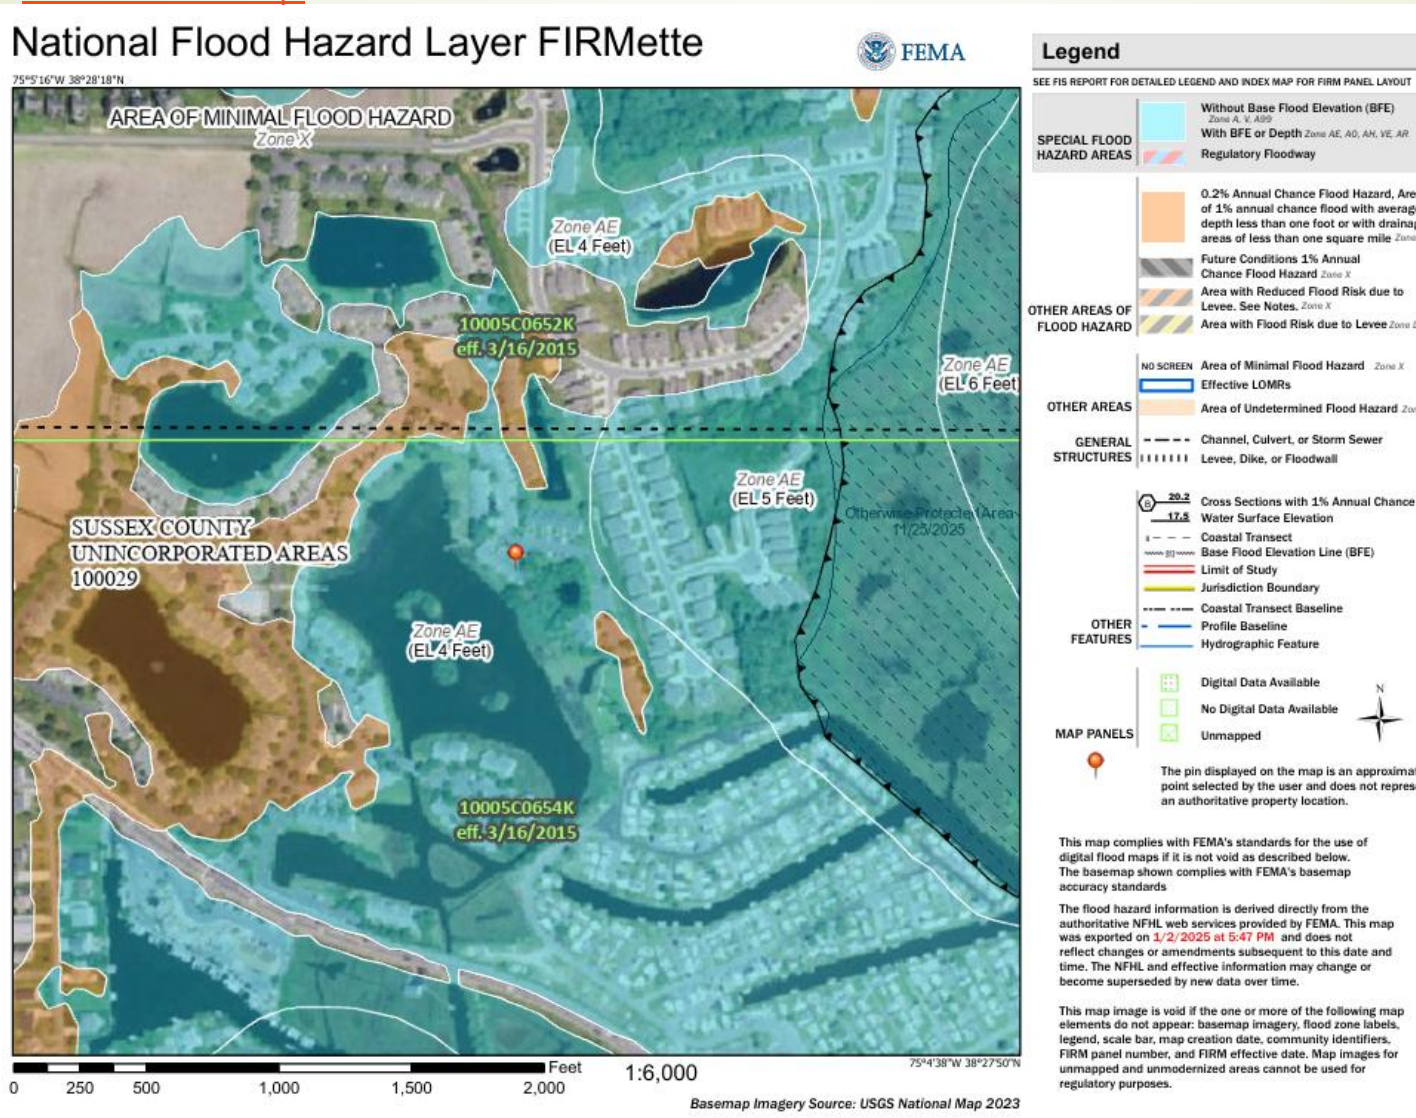 National Flood Hazard Layer FIRMette
FEMA
75°5'16"W 38°28'18"N
AREA OF MINIMAL FLOOD HAZARD
Zone X
Zone AE
(EL 4 Feet)
10005C0652K
eff. 3/16/2015
Zone AE
(EL 6 Feet)
Zone AE
(EL 5 Feet)
Otherwise Protected Area
11/25/2025
SUSSEX COUNTY
UNINCORPORATED AREAS
100029
Zone AE
(EL 4 Feet)
10005C0654K
eff. 3/16/2015
75°4'38"W 38°27'50"N
0 250 500 1,000 1,500 2,000
Feet
1:6,000
Basemap Imagery Source: USGS National Map 2023
Legend
SEE FIS REPORT FOR DETAILED LEGEND AND INDEX MAP FOR FIRM PANEL LAYOUT
SPECIAL FLOOD
HAZARD AREAS
Without Base Flood Elevation (BFE)
Zone A, V, A99
With BFE or Depth Zone AE, AO, AH, VE, AR
Regulatory Floodway
0.2% Annual Chance Flood Hazard, Are
of 1% annual chance flood with averag
depth less than one foot or with drainag
areas of less than one square mile Zone
Future Conditions 1% Annual
Chance Flood Hazard Zone X
OTHER AREAS OF
FLOOD HAZARD
Area with Reduced Flood Risk due to
Levee. See Notes. Zone X
Area with Flood Risk due to Levee Zone
NO SCREEN Area of Minimal Flood Hazard Zone X
Effective LOMRs
OTHER AREAS
Area of Undetermined Flood Hazard
GENERAL
STRUCTURES
Channel, Culvert, or Storm Sewer
Levee, Dike, or Floodwall
B 20.2 Cross Sections with 1% Annual Chance
17.5 Water Surface Elevation
8 Coastal Transect
513 Base Flood Elevation Line (BFE)
Limit of Study
Jurisdiction Boundary
Coastal Transect Baseline
OTHER
FEATURES
Profile Baseline
Hydrographic Feature
Digital Data Available
No Digital Data Available
MAP PANELS
Unmapped
N
The pin displayed on the map is an approximat
point selected by the user and does not repres
an authoritative property location.
This map complies with FEMA's standards for the use of
digital flood maps if it is not void as described below.
The basemap shown complies with FEMA's basemap
accuracy standards
The flood hazard information is derived directly from the
authoritative NFHL web services provided by FEMA. This map
was exported on 1/2/2025 at 5:47 PM and does not
reflect changes or amendments subsequent to this date and
time. The NFHL and effective information may change or
become superseded by new data over time.
This map image is void if the one or more of the following map
elements do not appear: basemap imagery, flood zone labels,
legend, scale bar, map creation date, community identifiers,
FIRM panel number, and FIRM effective date. Map images for
unmapped and unmodernized areas cannot be used for
regulatory purposes.